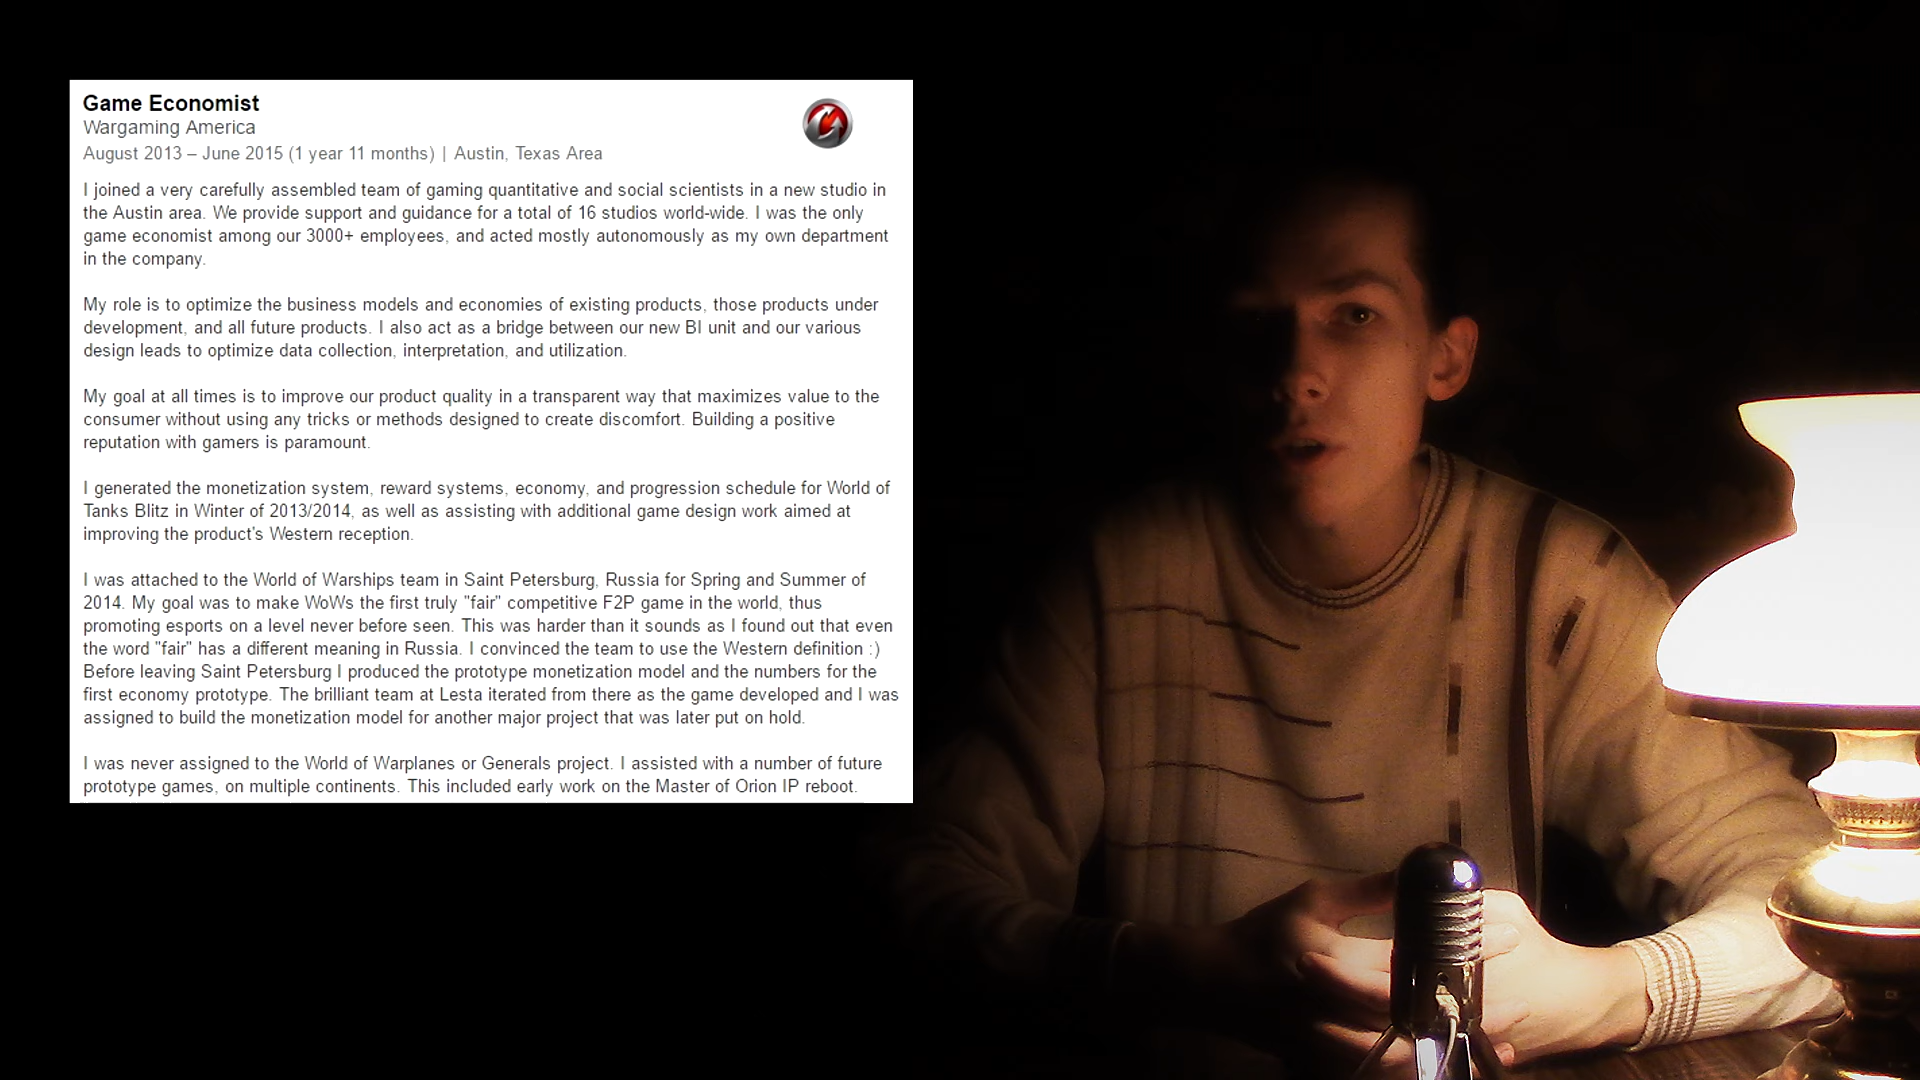 Game Economist
Wargaming America
August 2013 – June 2015 (1 year 11 months) | Austin, Texas Area
I joined a very carefully assembled team of gaming quantitative and social scientists in a new studio in
the Austin area. We provide support and guidance for a total of 16 studios world-wide. I was the only
game economist among our 3000+ employees, and acted mostly autonomously as my own department
in the company.
My role is to optimize the business models and economies of existing products, those products under
development, and all future products. I also act as a bridge between our new BI unit and our various
design leads to optimize data collection, interpretation, and utilization.
My goal at all times is to improve our product quality in a transparent way that maximizes value to the
consumer without using any tricks or methods designed to create discomfort. Building a positive
reputation with gamers is paramount.
I generated the monetization system, reward systems, economy, and progression schedule for World of
Tanks Blitz in Winter of 2013/2014, as well as assisting with additional game design work aimed at
improving the product's Western reception.
I was attached to the World of Warships team in Saint Petersburg, Russia for Spring and Summer of
2014. My goal was to make WoWs the first truly "fair" competitive F2P game in the world, thus
promoting esports on a level never before seen. This was harder than it sounds as I found out that even
the word "fair" has a different meaning in Russia. I convinced the team to use the Western definition :)
Before leaving Saint Petersburg I produced the prototype monetization model and the numbers for the
first economy prototype. The brilliant team at Lesta iterated from there as the game developed and I was
assigned to build the monetization model for another major project that was later put on hold.
I was never assigned to the World of Warplanes or Generals project. I assisted with a number of future
prototype games, on multiple continents. This included early work on the Master of Orion IP reboot.